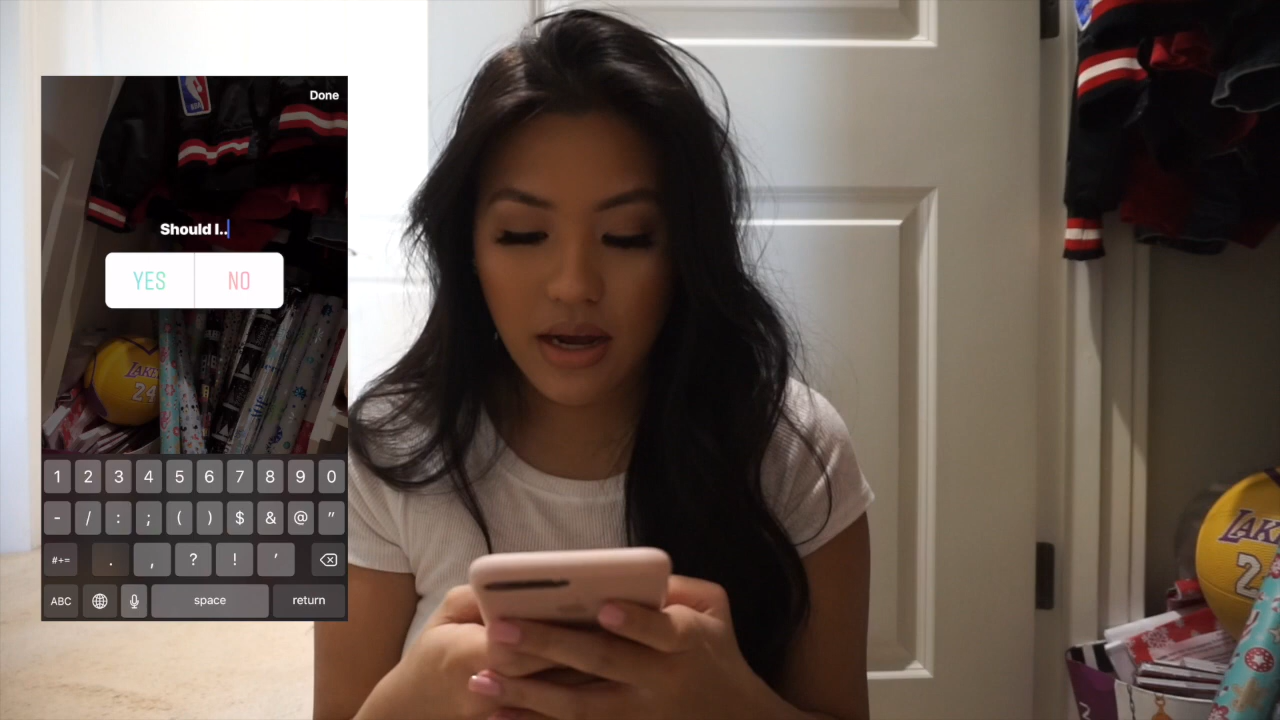 Done
NBA
Should I..
YES NO
LAKE
24
1 2 3 4 5 6 7 8 9 0
- / : ; ( ) $ & @ "
#+= . , ? ! '
ABC space return
LAK
2